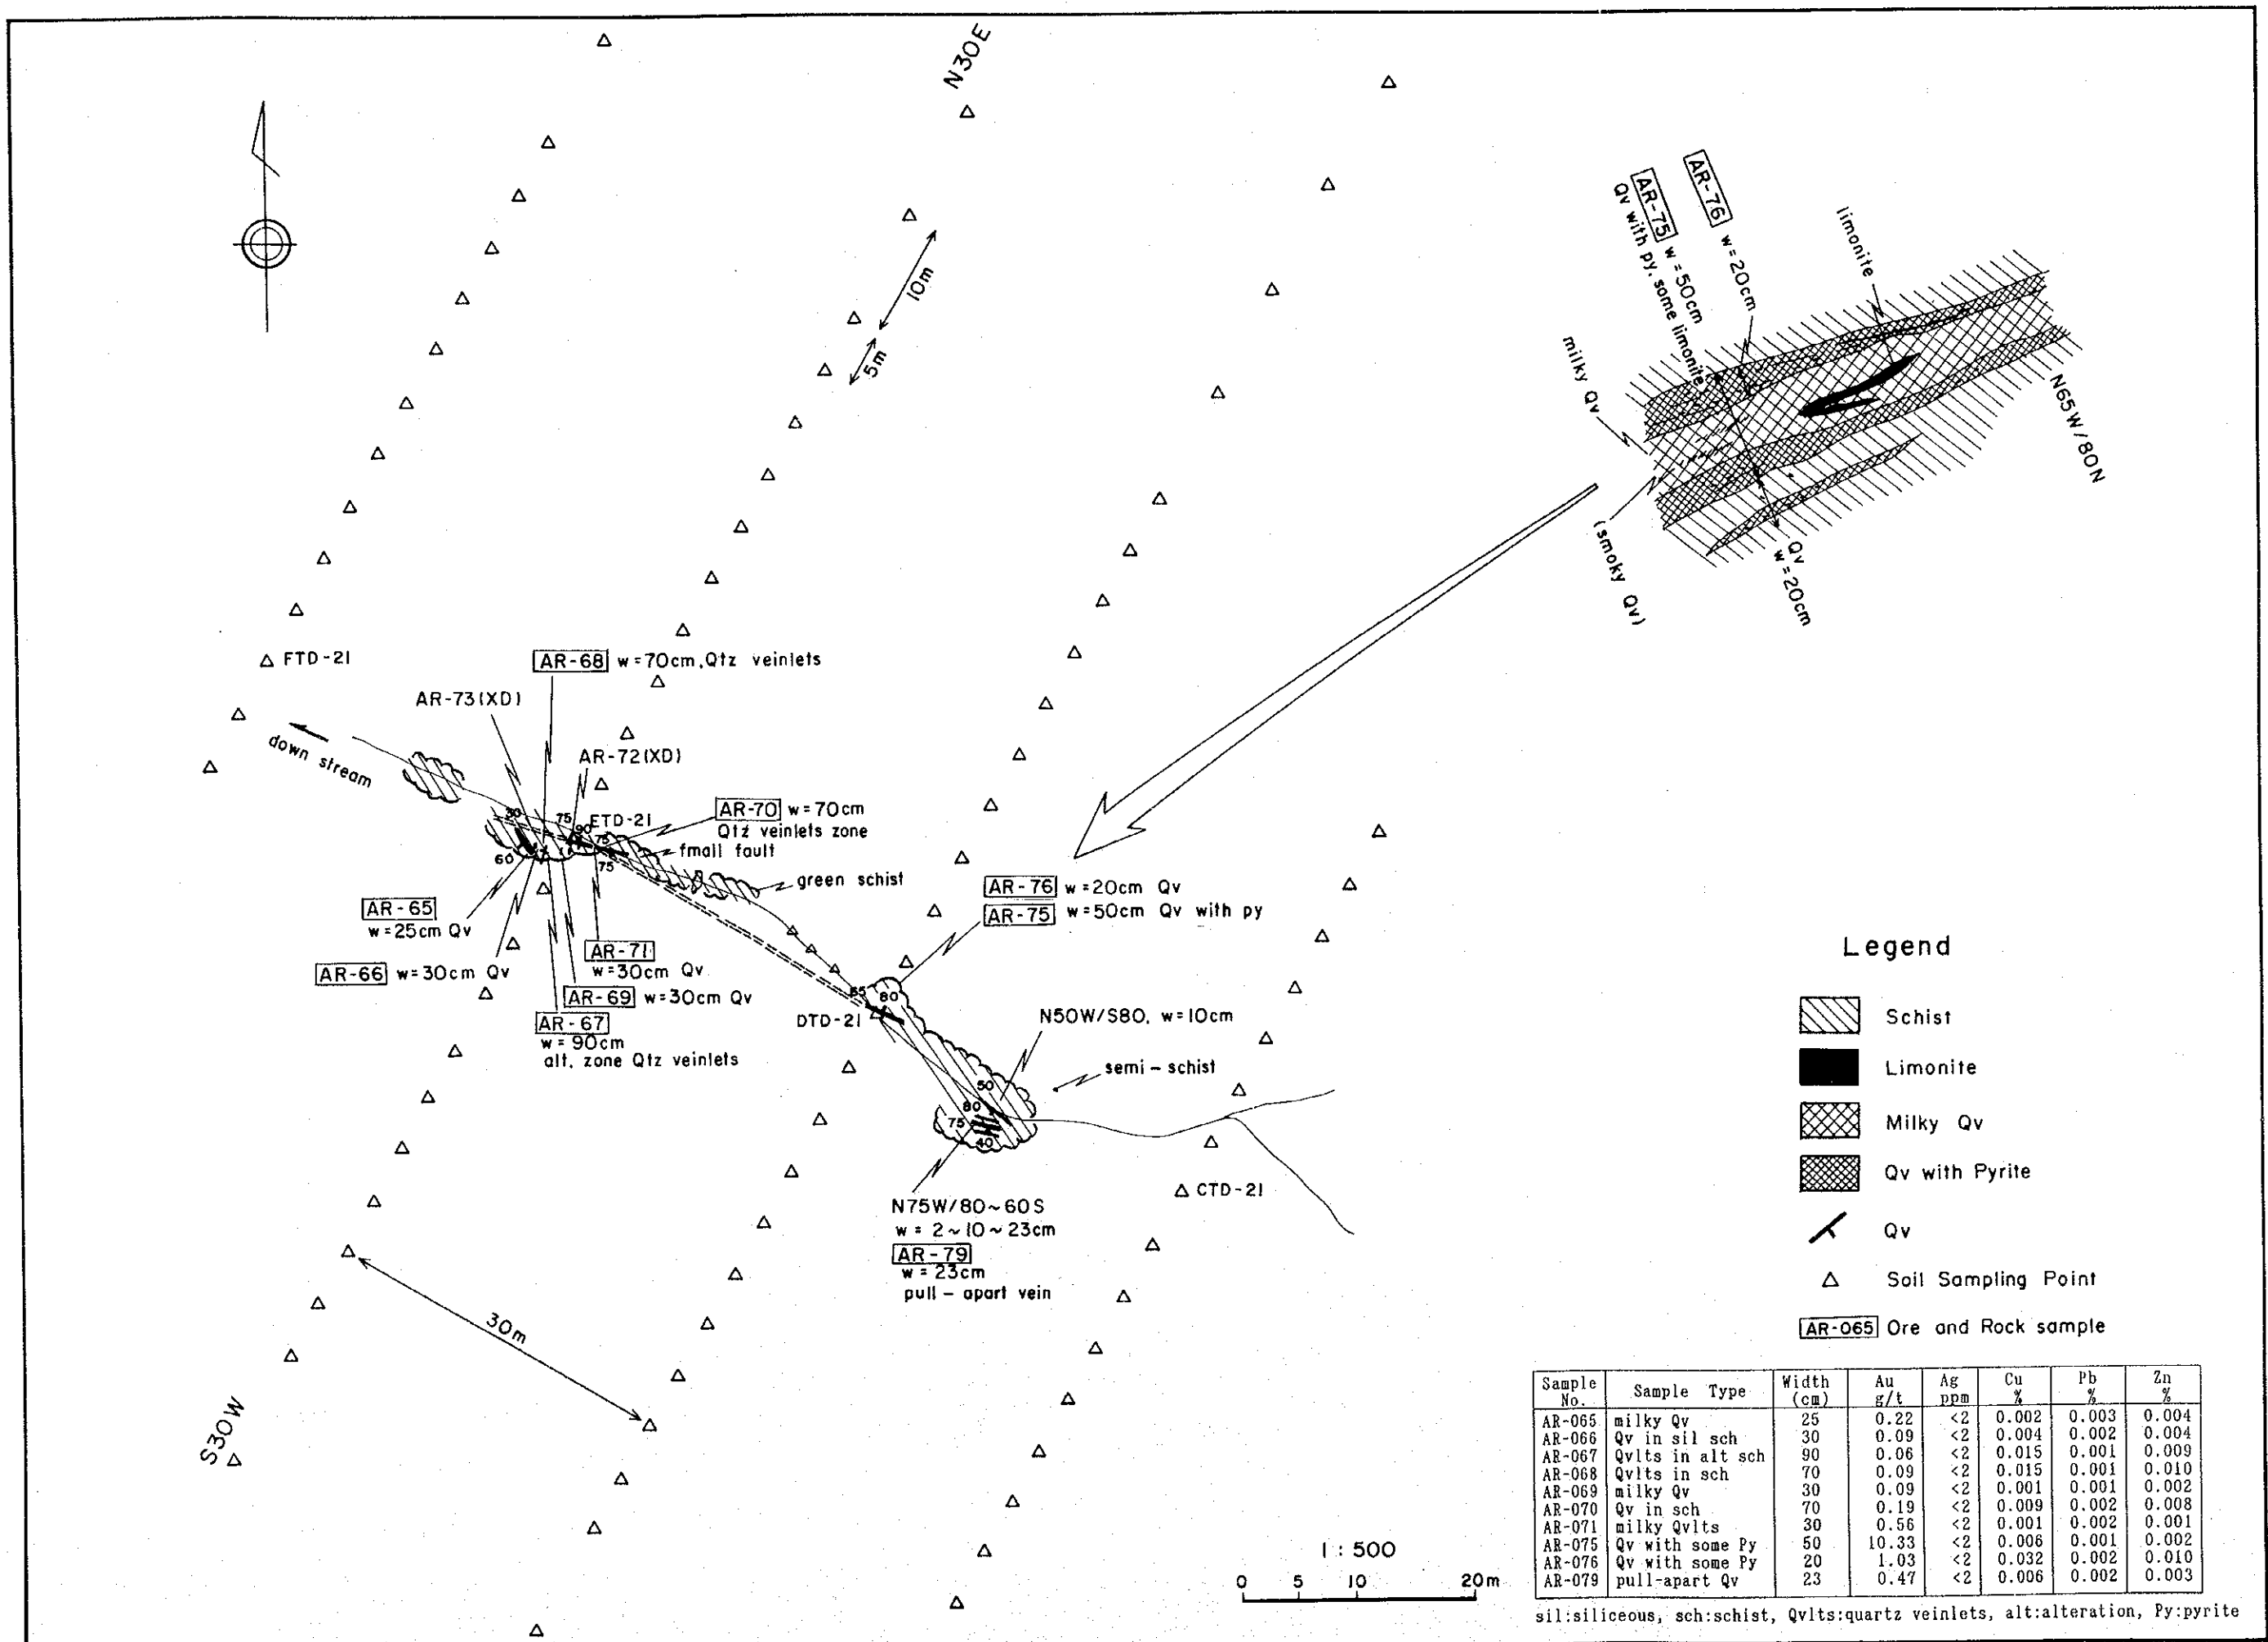 N30E
10m
5m
AR-76 w=20cm
AR-75 w=50cm
Qv with py. some limonite
limonite
milky Qv
(smoky Qv)
Qv
w=20cm
N65W/80N
FTD-21
AR-68 w=70cm, Qtz veinlets
AR-73(XD)
AR-72(XD)
down stream
30
75
90
ETD-21
75
75
60
AR-70 w=70cm
Qtz veinlets zone
fmall fault
green schist
AR-65
w=25cm Qv
AR-66 w=30cm Qv
AR-71
w=30cm Qv
AR-69 w=30cm Qv
AR-67
w=90cm
alt. zone Qtz veinlets
AR-76 w=20cm Qv
AR-75 w=50cm Qv with py
65
80
DTD-21
N50W/S80, w=10cm
semi-schist
50
80
75
40
CTD-21
N75W/80~60S
w=2~10~23cm
AR-79
w=23cm
pull-apart vein
30m
S30W
Legend
Schist
Limonite
Milky Qv
Qv with Pyrite
Qv
Soil Sampling Point
AR-065 Ore and Rock sample
1:500
0 5 10 20m
Sample No. Sample Type Width (cm) Au g/t Ag ppm Cu % Pb % Zn %
AR-065 milky Qv 25 0.22 <2 0.002 0.003 0.004
AR-066 Qv in sil sch 30 0.09 <2 0.004 0.002 0.004
AR-067 Qvlts in alt sch 90 0.06 <2 0.015 0.001 0.009
AR-068 Qvlts in sch 70 0.09 <2 0.015 0.001 0.010
AR-069 milky Qv 30 0.09 <2 0.001 0.001 0.002
AR-070 Qv in sch 70 0.19 <2 0.009 0.002 0.008
AR-071 milky Qvlts 30 0.56 <2 0.001 0.002 0.001
AR-075 Qv with some Py 50 10.33 <2 0.006 0.001 0.002
AR-076 Qv with some Py 20 1.03 <2 0.032 0.002 0.010
AR-079 pull-apart Qv 23 0.47 <2 0.006 0.002 0.003
sil:siliceous, sch:schist, Qvlts:quartz veinlets, alt:alteration, Py:pyrite